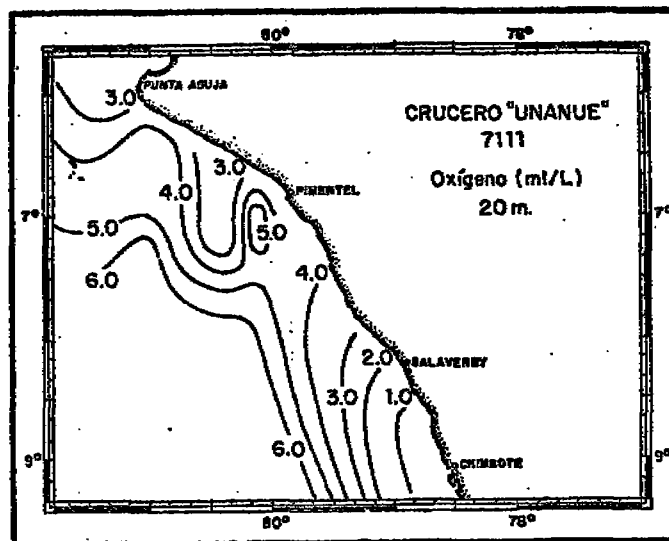 80° 78°
PUNTA AGUJA
3.0
CRUCERO "UNANUE"
7111
Oxígeno (ml/L)
20 m.
3.0
4.0
PIMENTEL
7° 7°
5.0 5.0
6.0
4.0
2.0 SALAVERRY
3.0 1.0
6.0
9° CHIMBOTE 9°
80° 78°